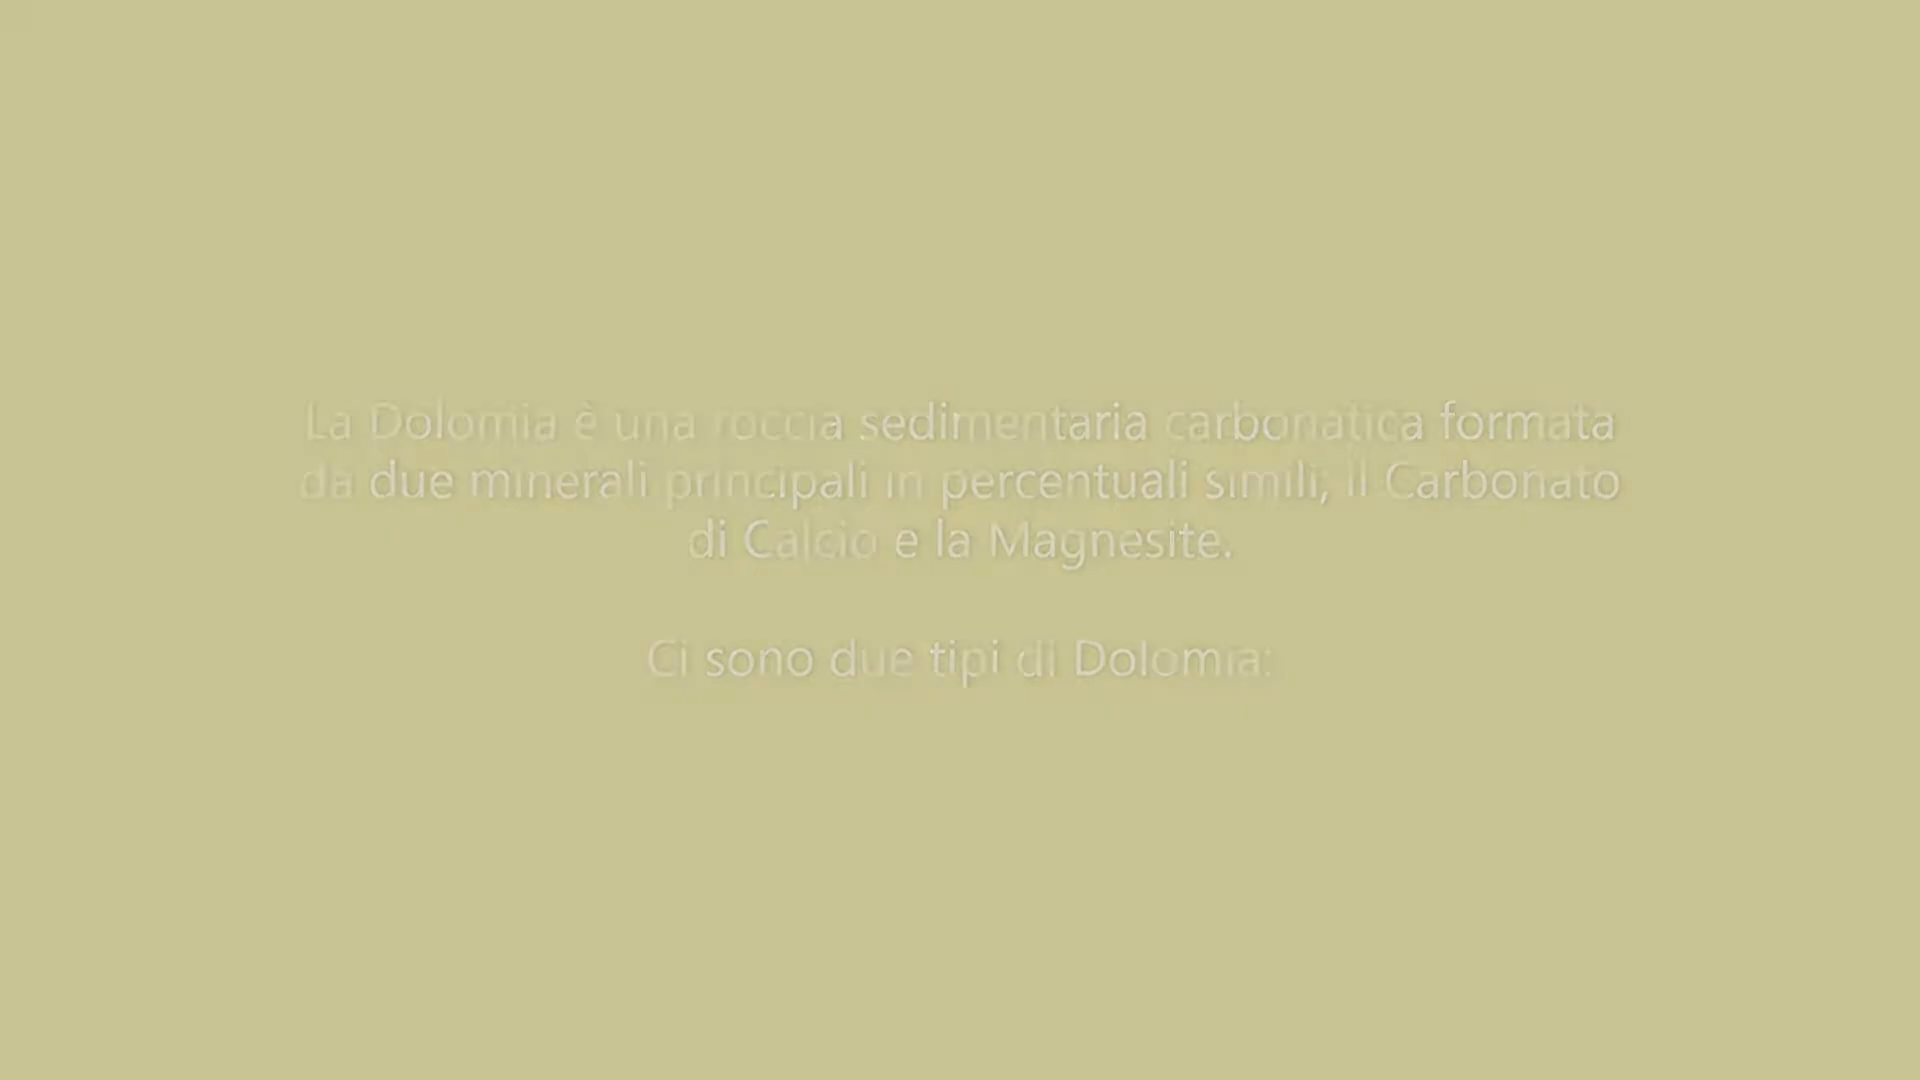 La Dolomia è una roccia sedimentaria carbonatica formata
da due minerali principali in percentuali simili, il Carbonato
di Calcio e la Magnesite.
Ci sono due tipi di Dolomia: